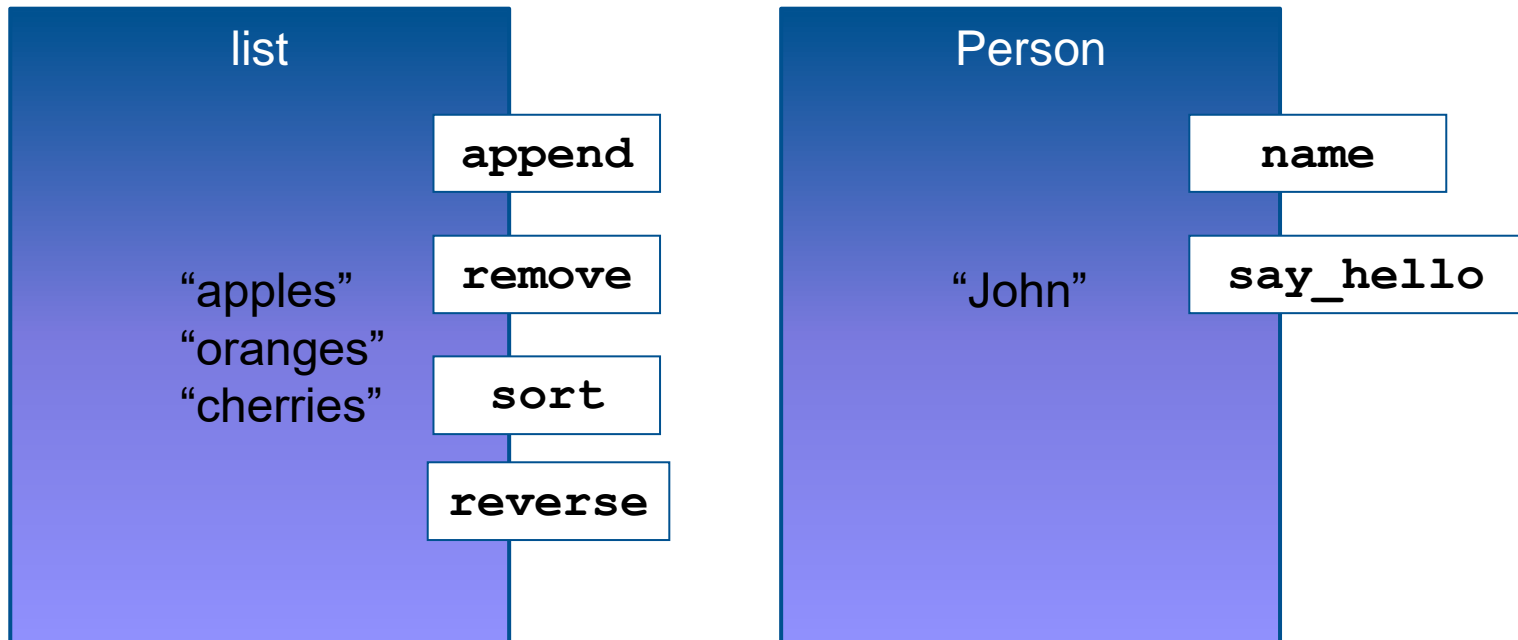 list
append
remove
“apples”
“oranges”
“cherries”
sort
reverse
Person
name
say_hello
“John”